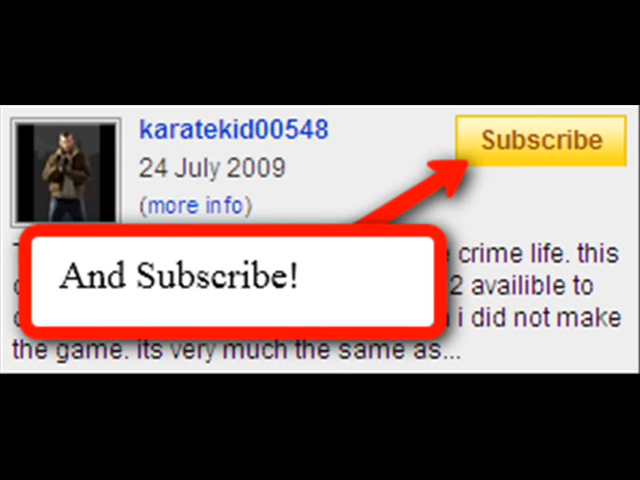 karatekid00548
Subscribe
24 July 2009
(more info)
crime life. this
And Subscribe!
2 availible to
i did not make
the game. its very much the same as...